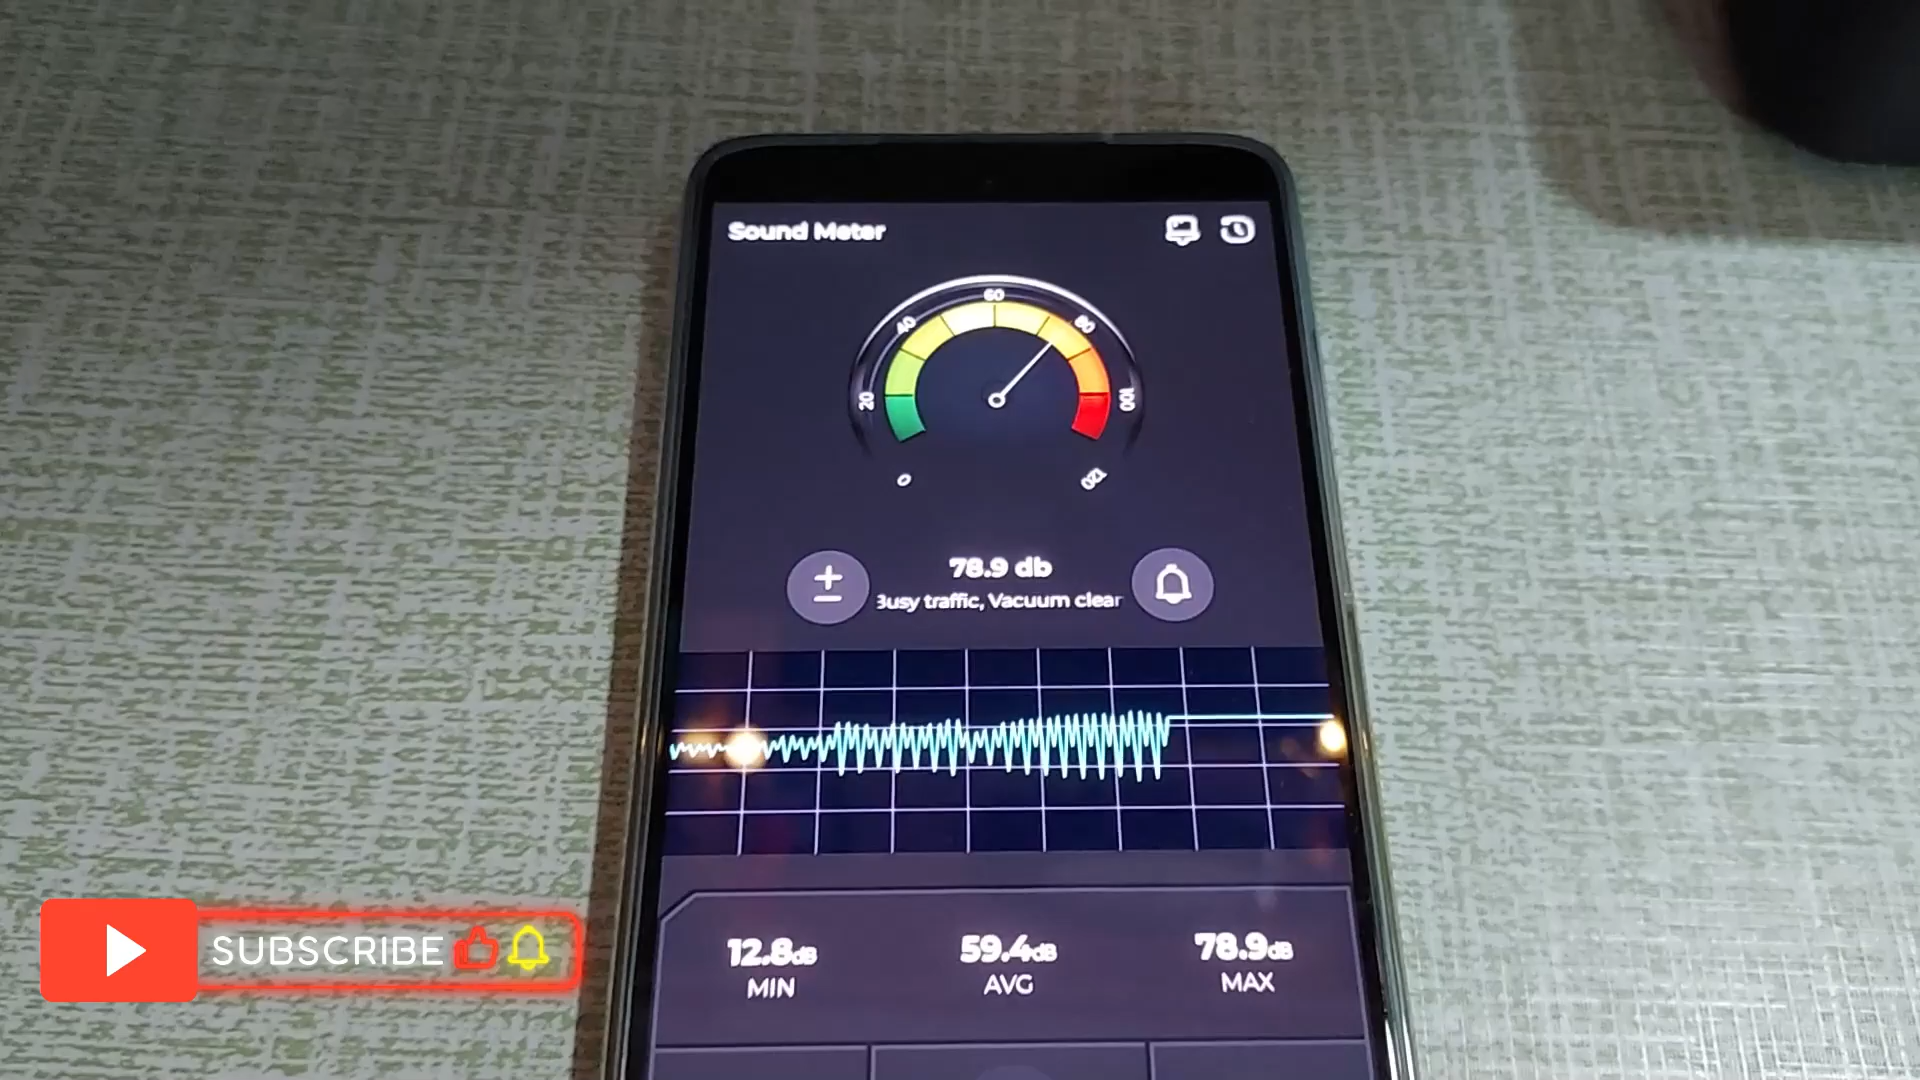 Sound Meter
60
40
80
20
100
0
120
78.9 db
Busy traffic, Vacuum clear
12.8dB
59.4dB
78.9dB
MIN
AVG
MAX
SUBSCRIBE